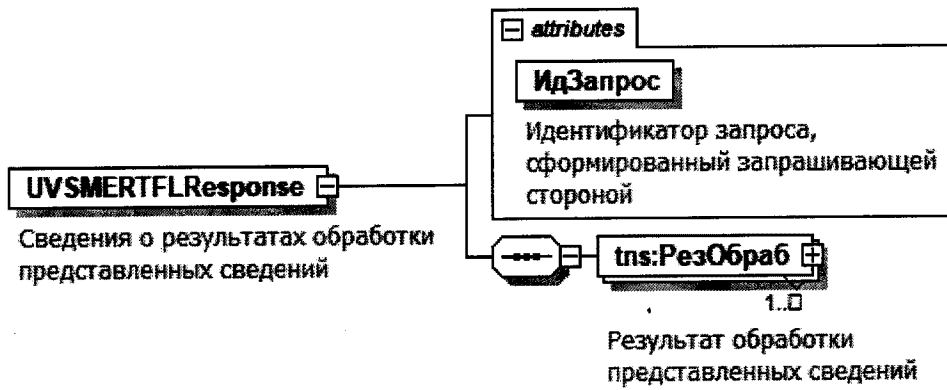 attributes
ИдЗапрос
Идентификатор запроса,
сформированный запрашивающей
стороной
UVSMERTFLResponse
Сведения о результатах обработки
представленных сведений
tns:РезОбраб
1..
Результат обработки
представленных сведений